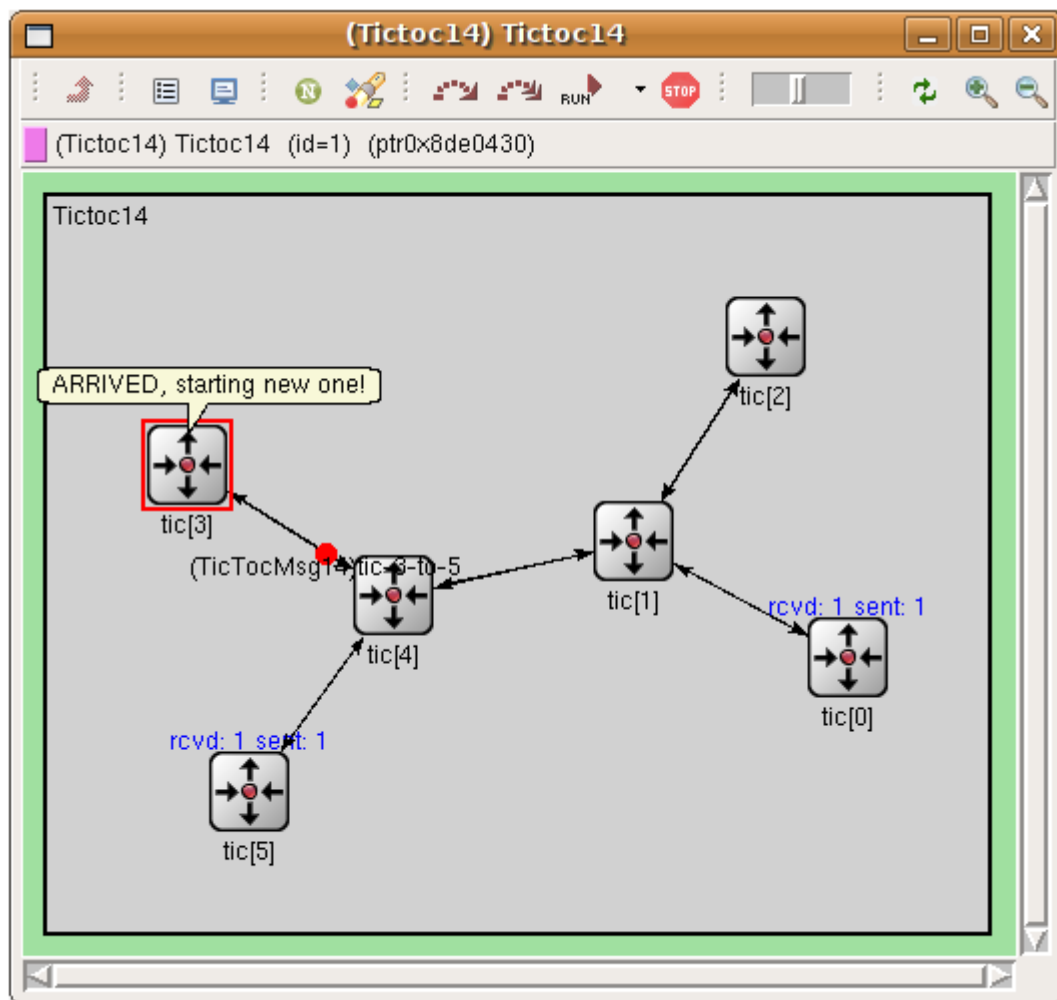 (Tictoc14) Tictoc14
N
RUN
STOP
(Tictoc14) Tictoc14 (id=1) (ptr0x8de0430)
Tictoc14
tic[2]
ARRIVED, starting new one!
tic[3]
(TicTocMsg14)tic-3-to-5
tic[1]
rcvd: 1 sent: 1
tic[4]
tic[0]
rcvd: 1 sent: 1
tic[5]